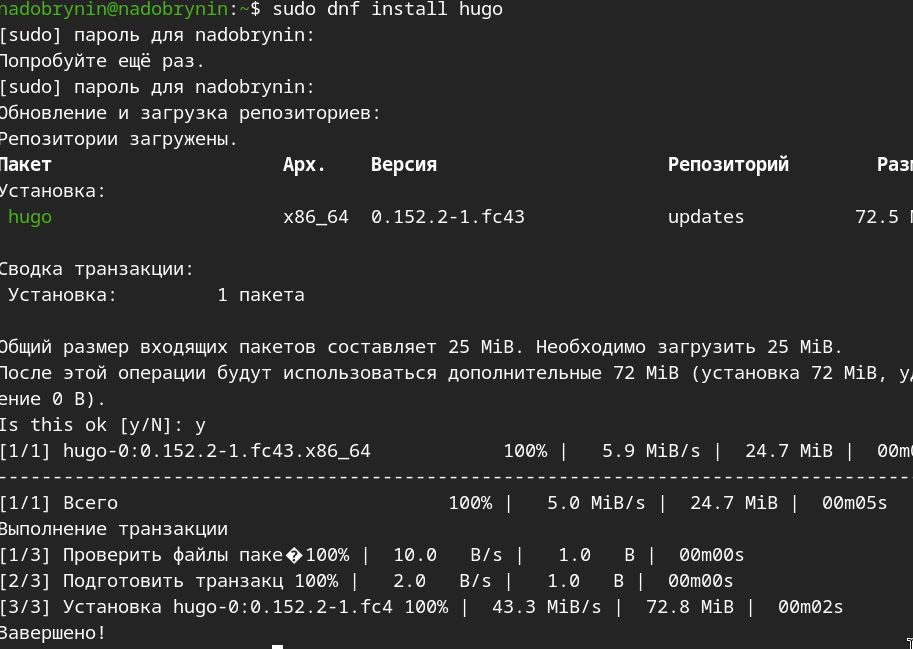 nadobrynin@nadobrynin:~$ sudo dnf install hugo
[sudo] пароль для nadobrynin:
Попробуйте ещё раз.
[sudo] пароль для nadobrynin:
Обновление и загрузка репозиториев:
Репозитории загружены.
Пакет Арх. Версия Репозиторий Разм
Установка:
hugo x86_64 0.152.2-1.fc43 updates 72.5 M
Сводка транзакции:
Установка: 1 пакета
Общий размер входящих пакетов составляет 25 MiB. Необходимо загрузить 25 MiB.
После этой операции будут использоваться дополнительные 72 MiB (установка 72 MiB, уд
ение 0 B).
Is this ok [y/N]: y
[1/1] hugo-0:0.152.2-1.fc43.x86_64 100% | 5.9 MiB/s | 24.7 MiB | 00m0
--------------------------------------------------------------------------------
[1/1] Всего 100% | 5.0 MiB/s | 24.7 MiB | 00m05s
Выполнение транзакции
[1/3] Проверить файлы паке�100% | 10.0 B/s | 1.0 B | 00m00s
[2/3] Подготовить транзакц 100% | 2.0 B/s | 1.0 B | 00m00s
[3/3] Установка hugo-0:0.152.2-1.fc4 100% | 43.3 MiB/s | 72.8 MiB | 00m02s
Завершено!